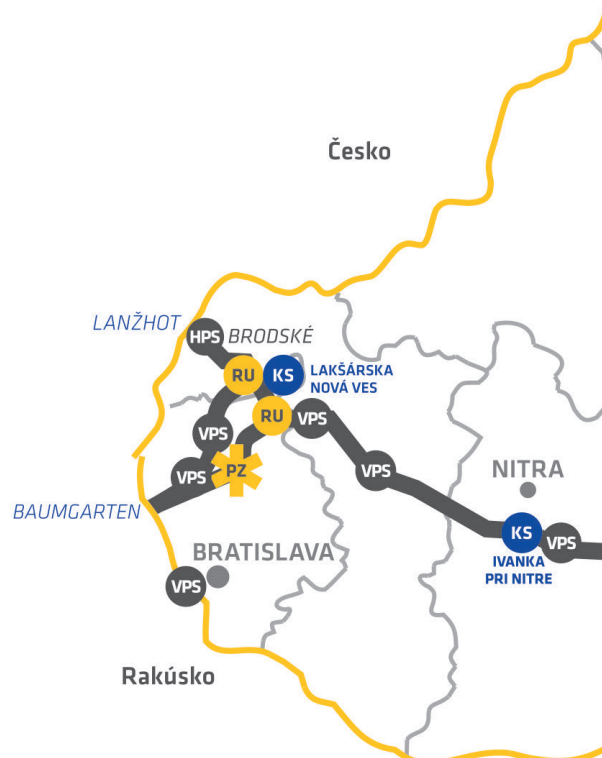 Česko
LANŽHOT
HPS
BRODSKÉ
RU
KS
LAKŠÁRSKA
NOVÁ VES
RU
VPS
VPS
VPS
PZ
VPS
NITRA
BAUMGARTEN
KS
VPS
IVANKA
PRI NITRE
BRATISLAVA
VPS
Rakúsko